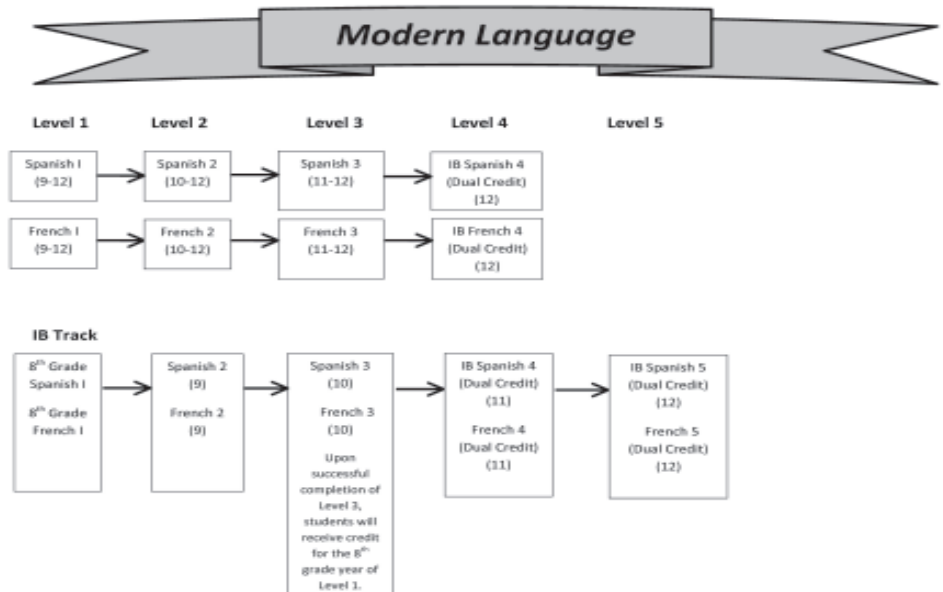 Modern Language
Level 1 Level 2 Level 3 Level 4 Level 5
Spanish I
(9-12)
Spanish 2
(10-12)
Spanish 3
(11-12)
IB Spanish 4
(Dual Credit)
(12)
French I
(9-12)
French 2
(10-12)
French 3
(11-12)
IB French 4
(Dual Credit)
(12)
IB Track
8th Grade
Spanish I
8th Grade
French I
Spanish 2
(9)
French 2
(9)
Spanish 3
(10)
French 3
(10)
Upon
successful
completion of
Level 3,
students will
receive credit
for the 8th
grade year of
Level 1.
IB Spanish 4
(Dual Credit)
(11)
French 4
(Dual Credit)
(11)
IB Spanish 5
(Dual Credit)
(12)
French 5
(Dual Credit)
(12)